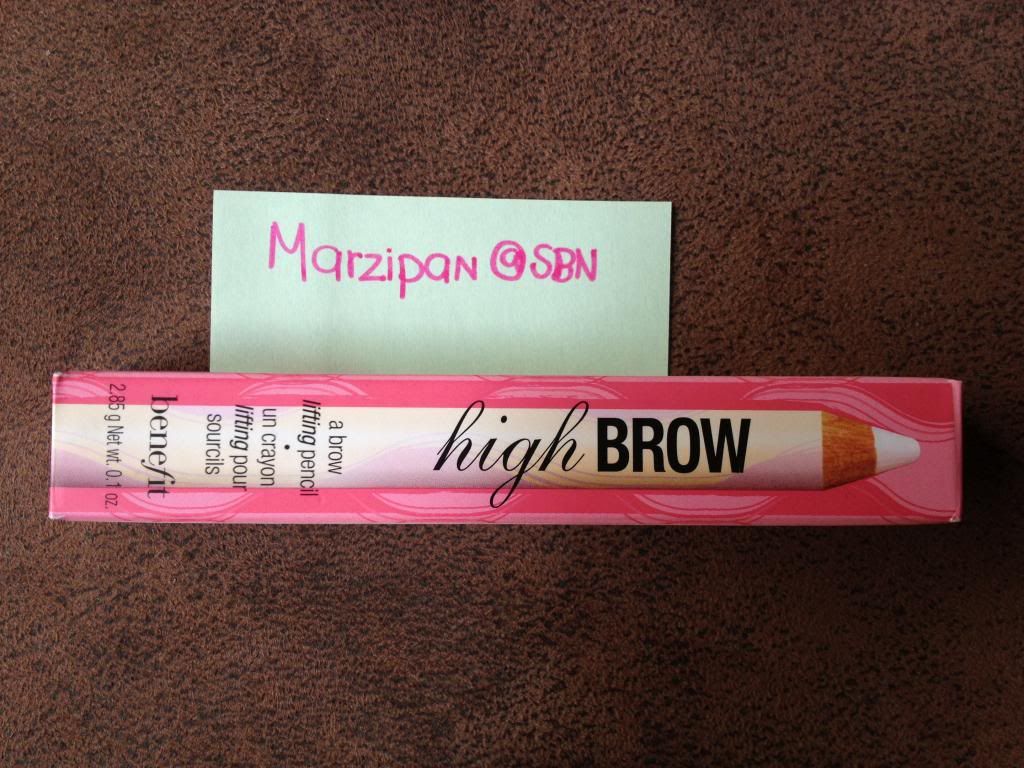 Marzipan @SBN
high BROW
a brow
lifting pencil
•
un crayon
lifting pour
sourcils
benefit
2.85 g Net wt. 0.1 oz.